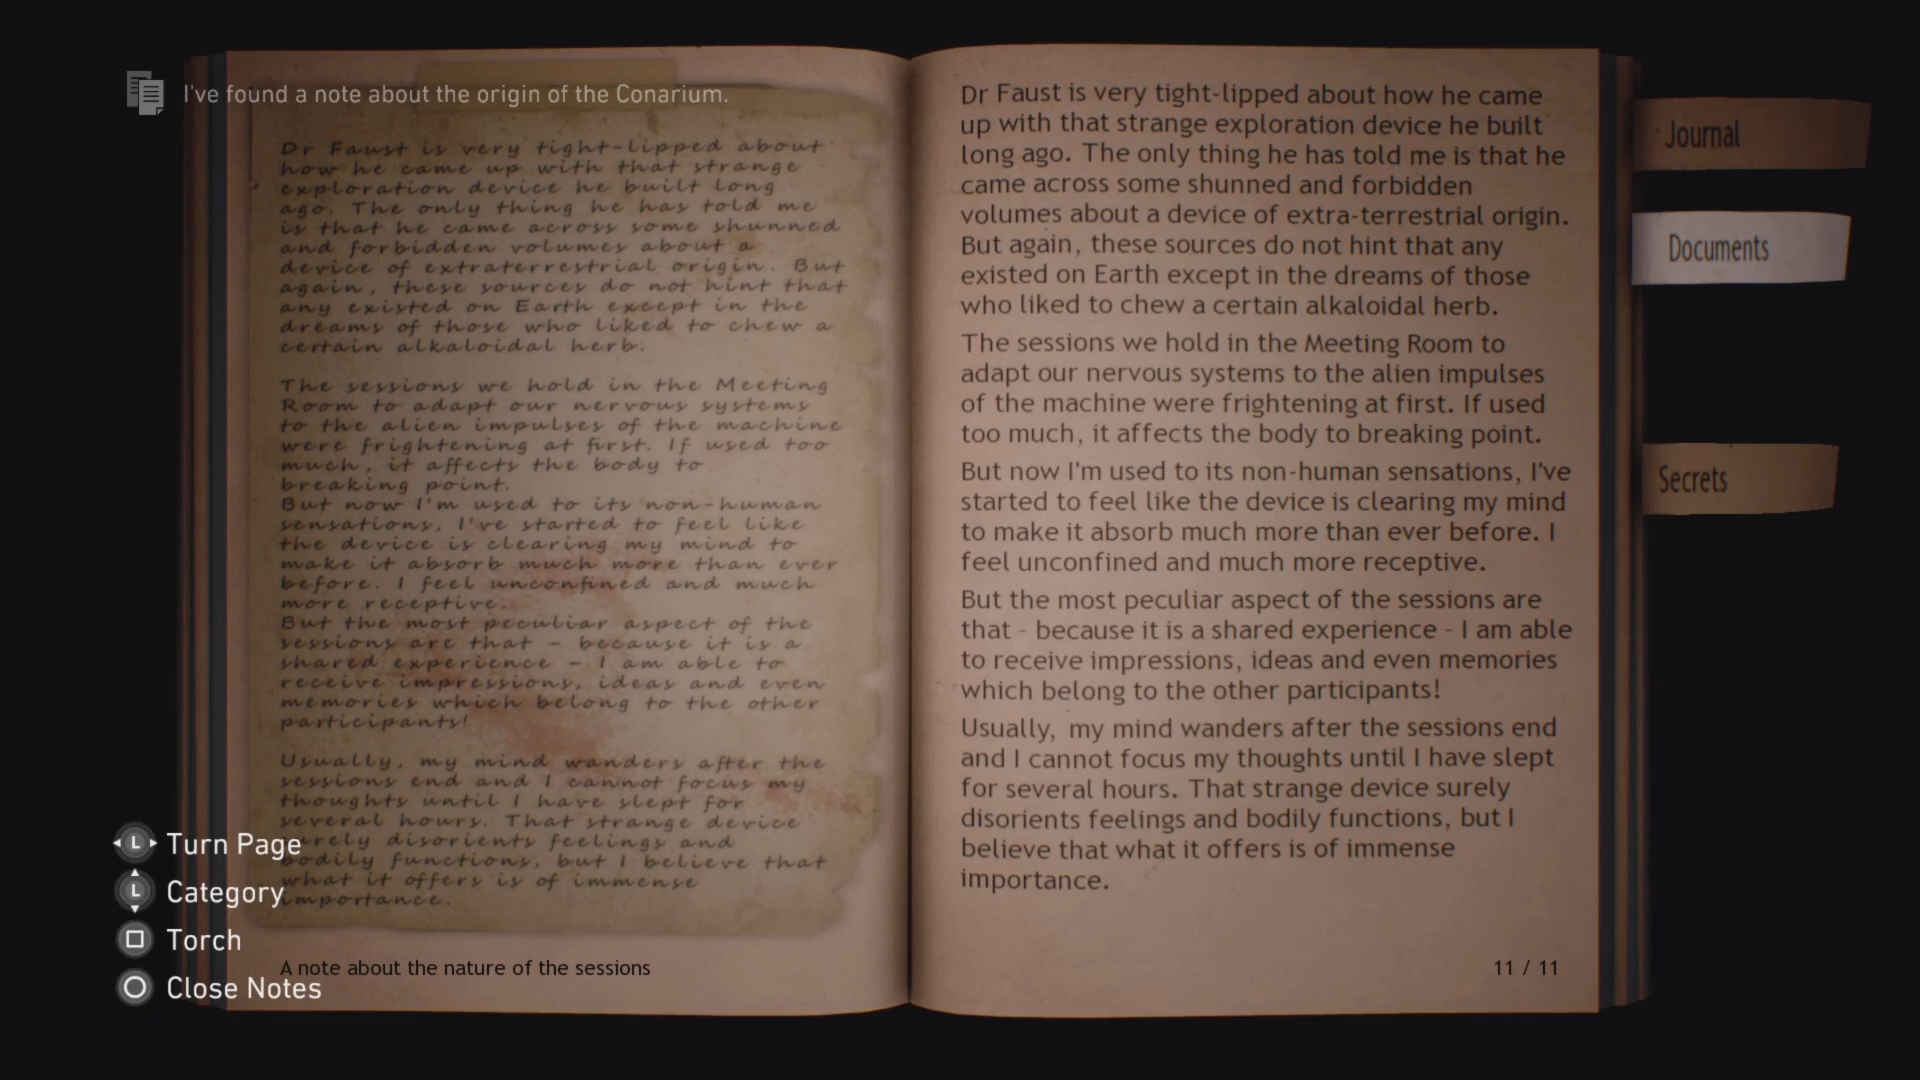 I've found a note about the origin of the Conarium.
Dr Faust is very tight-lipped about
how he came up with that strange
exploration device he built long
ago. The only thing he has told me
is that he came across some shunned
and forbidden volumes about a
device of extraterrestrial origin. But
again, these sources do not hint that
any existed on Earth except in the
dreams of those who liked to chew a
certain alkaloidal herb.
The sessions we hold in the Meeting
Room to adapt our nervous systems
to the alien impulses of the machine
were frightening at first. If used too
much, it affects the body to
breaking point.
But now I'm used to its non-human
sensations, I've started to feel like
the device is clearing my mind to
make it absorb much more than ever
before. I feel unconfined and much
more receptive.
But the most peculiar aspect of the
sessions are that - because it is a
shared experience - I am able to
receive impressions, ideas and even
memories which belong to the other
participants!
Usually, my mind wanders after the
sessions end and I cannot focus my
thoughts until I have slept for
several hours. That strange device
surely disorients feelings and
bodily functions, but I believe that
what it offers is of immense
importance.
A note about the nature of the sessions
Dr Faust is very tight-lipped about how he came
up with that strange exploration device he built
long ago. The only thing he has told me is that he
came across some shunned and forbidden
volumes about a device of extra-terrestrial origin.
But again, these sources do not hint that any
existed on Earth except in the dreams of those
who liked to chew a certain alkaloidal herb.
The sessions we hold in the Meeting Room to
adapt our nervous systems to the alien impulses
of the machine were frightening at first. If used
too much, it affects the body to breaking point.
But now I'm used to its non-human sensations, I've
started to feel like the device is clearing my mind
to make it absorb much more than ever before. I
feel unconfined and much more receptive.
But the most peculiar aspect of the sessions are
that - because it is a shared experience - I am able
to receive impressions, ideas and even memories
which belong to the other participants!
Usually, my mind wanders after the sessions end
and I cannot focus my thoughts until I have slept
for several hours. That strange device surely
disorients feelings and bodily functions, but I
believe that what it offers is of immense
importance.
11 / 11
Journal
Documents
Secrets
L Turn Page
L Category
Torch
Close Notes